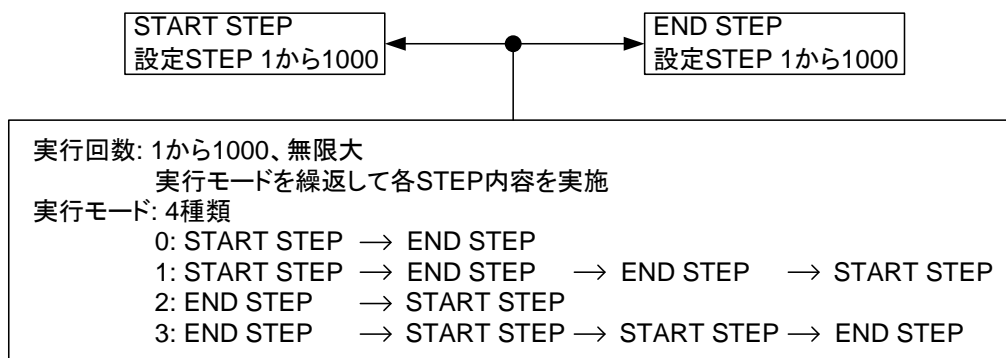 START STEP
設定STEP 1から1000
END STEP
設定STEP 1から1000
実行回数: 1から1000、無限大
実行モードを繰返して各STEP内容を実施
実行モード: 4種類
0: START STEP → END STEP
1: START STEP → END STEP → END STEP → START STEP
2: END STEP → START STEP
3: END STEP → START STEP → START STEP → END STEP